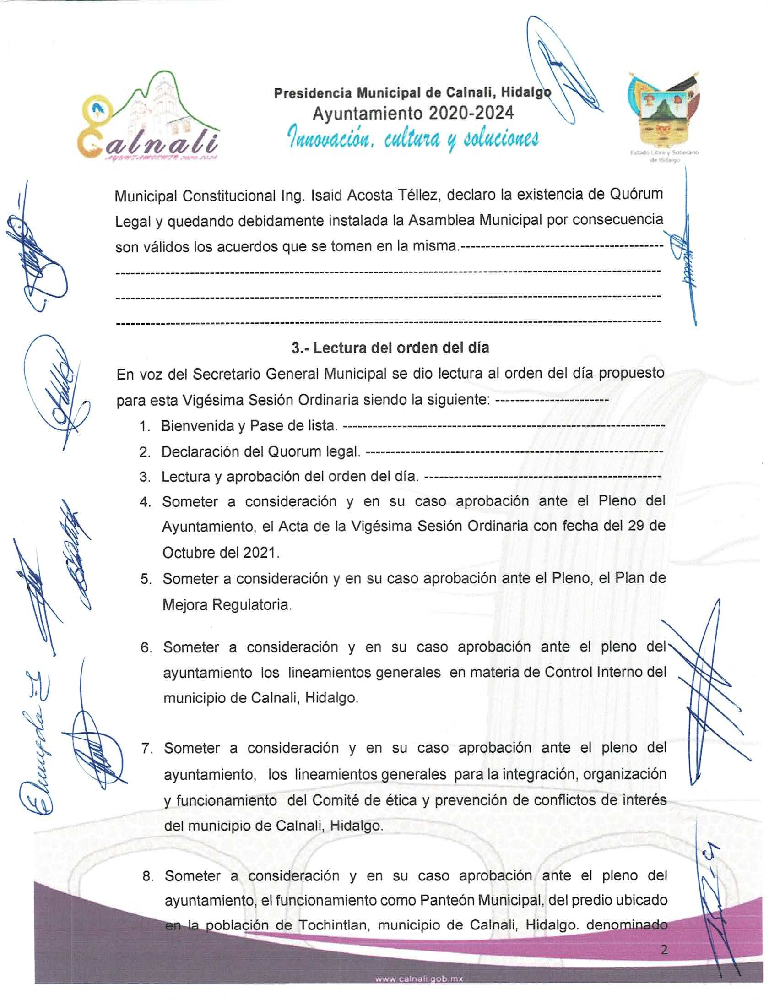 Presidencia Municipal de Calnali, Hidalgo
Ayuntamiento 2020-2024
Innovación, cultura y soluciones
Calnali
AYUNTAMIENTO 2020-2024
Estado Libre y Soberano
de Hidalgo
Municipal Constitucional Ing. Isaid Acosta Téllez, declaro la existencia de Quórum
Legal y quedando debidamente instalada la Asamblea Municipal por consecuencia
son válidos los acuerdos que se tomen en la misma.-----------------------------------------
--------------------------------------------------------------------------------------------------------------
--------------------------------------------------------------------------------------------------------------
--------------------------------------------------------------------------------------------------------------
3.- Lectura del orden del día
En voz del Secretario General Municipal se dio lectura al orden del día propuesto
para esta Vigésima Sesión Ordinaria siendo la siguiente: -----------------------
1. Bienvenida y Pase de lista. -----------------------------------------------------------------
2. Declaración del Quorum legal. ------------------------------------------------------------
3. Lectura y aprobación del orden del día. ------------------------------------------------
4. Someter a consideración y en su caso aprobación ante el Pleno del
Ayuntamiento, el Acta de la Vigésima Sesión Ordinaria con fecha del 29 de
Octubre del 2021.
5. Someter a consideración y en su caso aprobación ante el Pleno, el Plan de
Mejora Regulatoria.
6. Someter a consideración y en su caso aprobación ante el pleno del
ayuntamiento los lineamientos generales en materia de Control Interno del
municipio de Calnali, Hidalgo.
7. Someter a consideración y en su caso aprobación ante el pleno del
ayuntamiento, los lineamientos generales para la integración, organización
y funcionamiento del Comité de ética y prevención de conflictos de interés
del municipio de Calnali, Hidalgo.
8. Someter a consideración y en su caso aprobación ante el pleno del
ayuntamiento, el funcionamiento como Panteón Municipal, del predio ubicado
en la población de Tochintlan, municipio de Calnali, Hidalgo. denominado
2
www.calnali.gob.mx